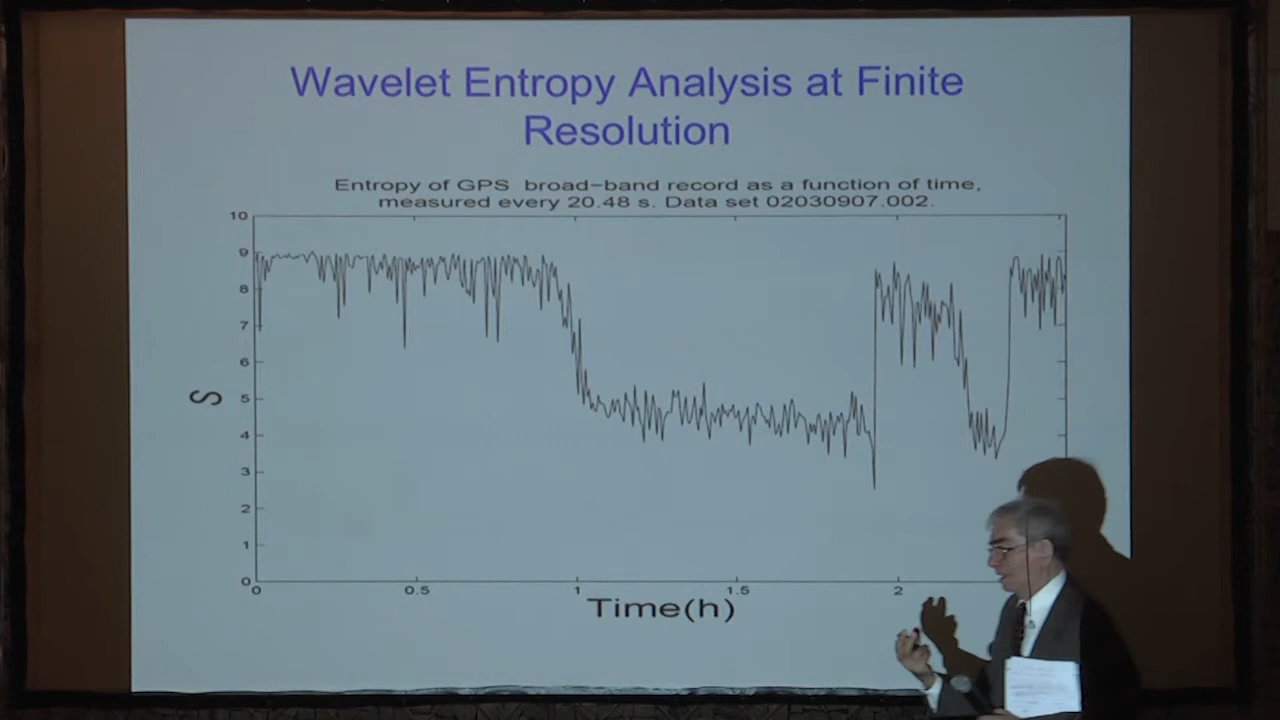 Wavelet Entropy Analysis at Finite
Resolution
Entropy of GPS broad−band record as a function of time,
measured every 20.48 s. Data set 02030907.002.
10
9
8
7
6
5
4
3
2
1
0
S
0 0.5 1 1.5 2
Time(h)